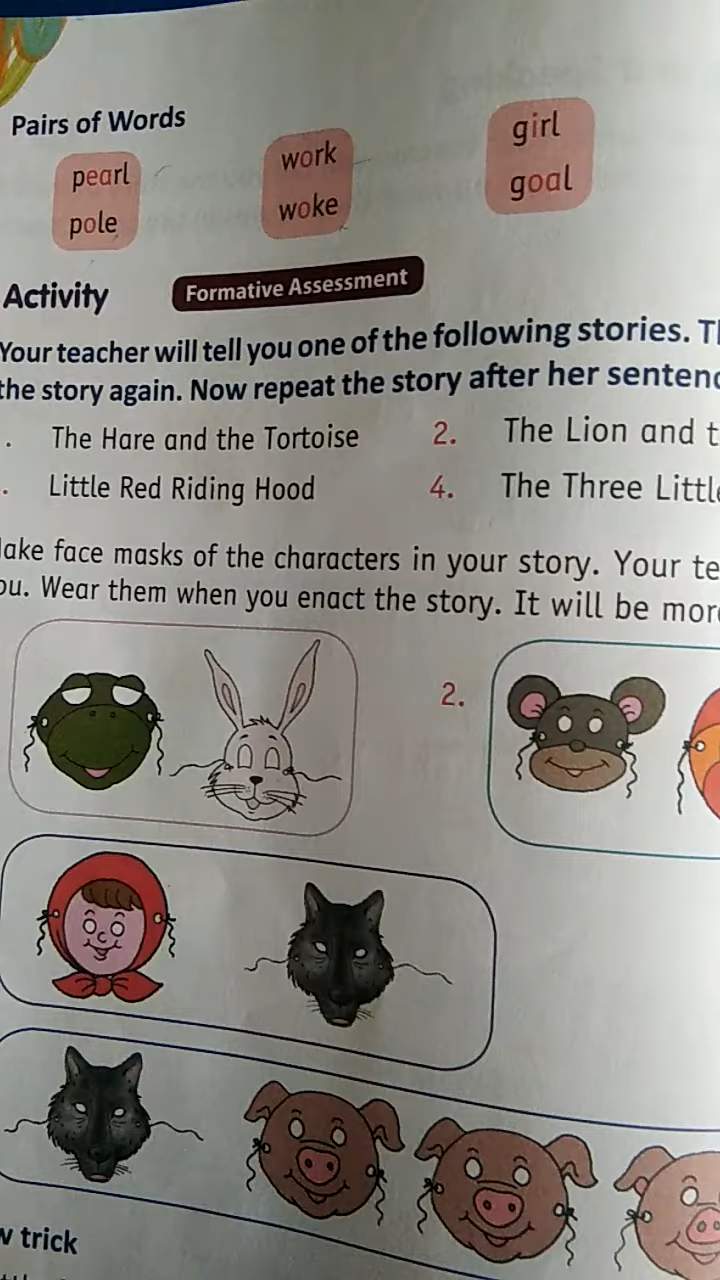 Pairs of Words
pearl
pole
work
woke
girl
goal
Activity
Formative Assessment
Your teacher will tell you one of the following stories.
the story again. Now repeat the story after her
. The Hare and the Tortoise
2. The Lion and
. Little Red Riding Hood
4. The Three
face masks of the characters in your story. Your
Wear them when you enact the story. It will be
2.
trick